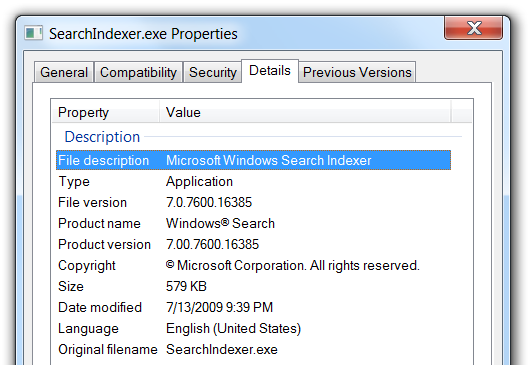 SearchIndexer.exe Properties
General Compatibility Security Details Previous Versions
Property Value
Description
File description Microsoft Windows Search Indexer
Type Application
File version 7.0.7600.16385
Product name Windows® Search
Product version 7.00.7600.16385
Copyright © Microsoft Corporation. All rights reserved.
Size 579 KB
Date modified 7/13/2009 9:39 PM
Language English (United States)
Original filename SearchIndexer.exe